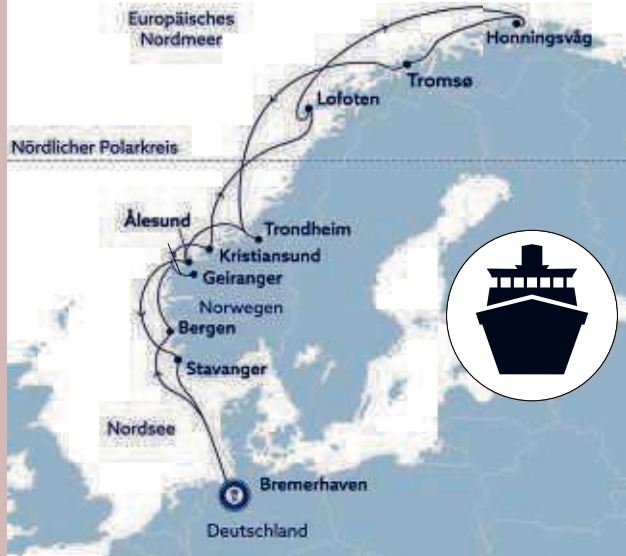 Europäisches
Nordmeer
Honningsvåg
Tromsø
Lofoten
Nördlicher Polarkreis
Ålesund
Trondheim
Kristiansund
Geiranger
Norwegen
Bergen
Stavanger
Nordsee
Bremerhaven
Deutschland